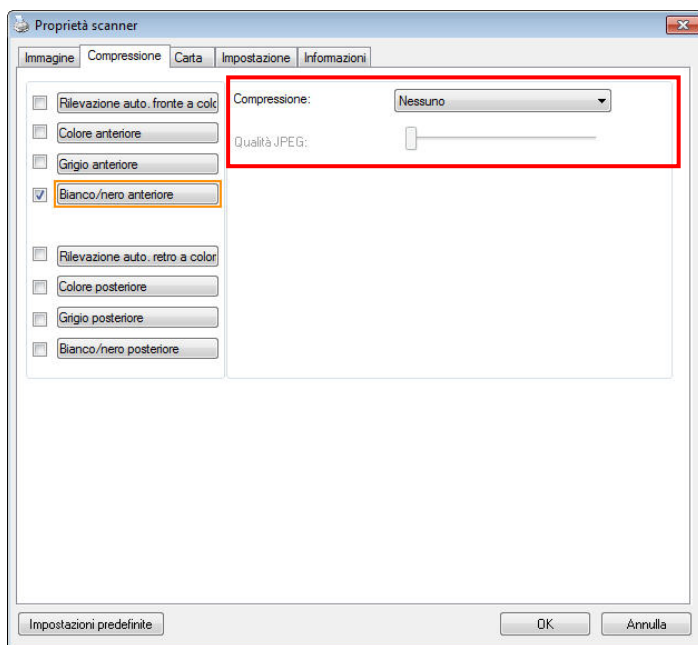 Proprietà scanner
Immagine Compressione Carta Impostazione Informazioni
Rilevazione auto. fronte a colo
Compressione: Nessuno
Colore anteriore
Qualità JPEG:
Grigio anteriore
Bianco/nero anteriore
Rilevazione auto. retro a color
Colore posteriore
Grigio posteriore
Bianco/nero posteriore
Impostazioni predefinite OK Annulla